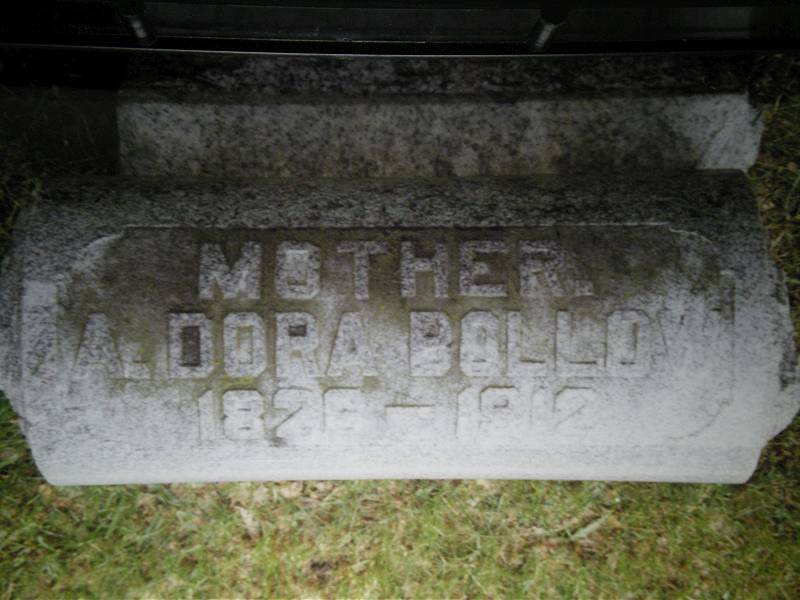 MOTHER.
A. DORA BOLLOW
1826 – 1912